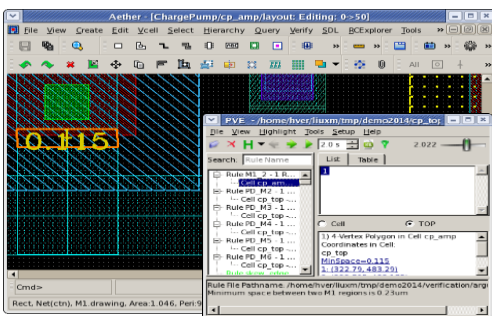 Aether - [ChargePump/cp_amp/layout: Editing: 0->50]
File View Create Edit Vcell Select Hierarchy Query Verify SDL RCExplorer Tools »
0.115
PVE - /home/hver/liuxm/tmp/demo2014/cp_top
File View Highlight Tools Setup Help
2.0 s
2.022
Search: Rule Name
List Table
Rule M1_2 - 1 R...
Cell cp_am...
Rule PD_M2 - 1 ...
Cell cp_top -...
Rule PD_M3 - 1 ...
Cell cp_top -...
Rule PD_M4 - 1 ...
Cell cp_top -...
Rule PD_M5 - 1 ...
Cell cp_top -...
Rule PD_M6 - 1 ...
Cell cp_top -...
1
Cell TOP
1) 4-Vertex Polygon in Cell cp_amp
Coordinates in Cell:
cp_top
MinSpace=0.115
1: (322.79, 483.29)
Rule File Pathname: /home/hver/liuxm/tmp/demo2014/verification/argu
Minimum space between two M1 regions is 0.23um
Cmd>
Rect, Net(ctn), M1.drawing, Area:1.046, Peri:9